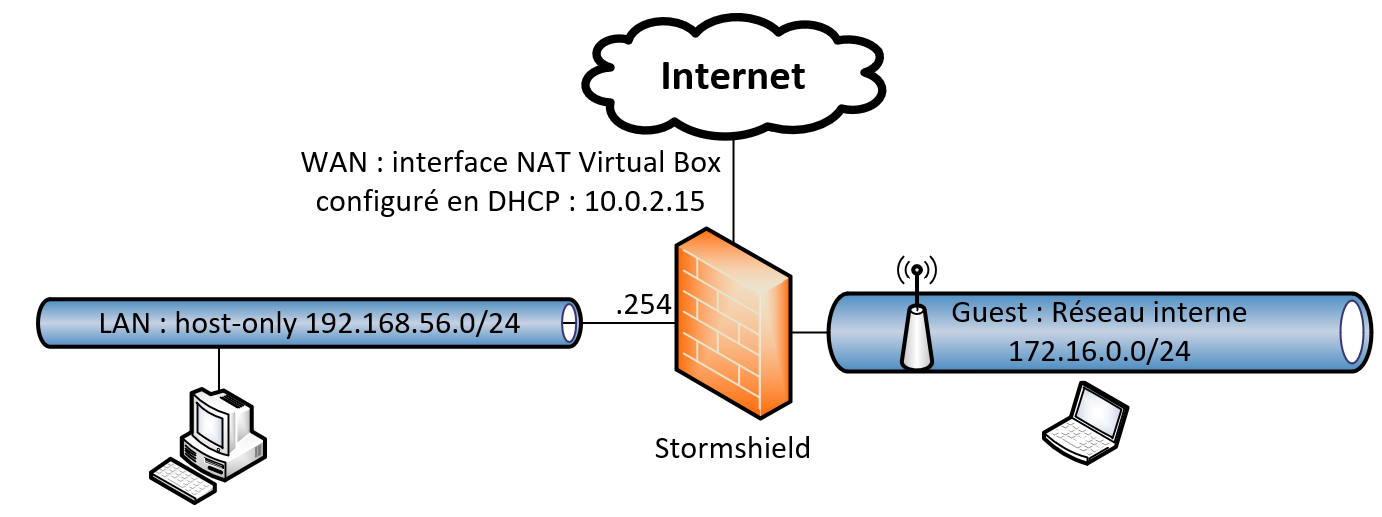 Internet
WAN : interface NAT Virtual Box
configuré en DHCP : 10.0.2.15
LAN : host-only 192.168.56.0/24
.254
Guest : Réseau interne
172.16.0.0/24
Stormshield